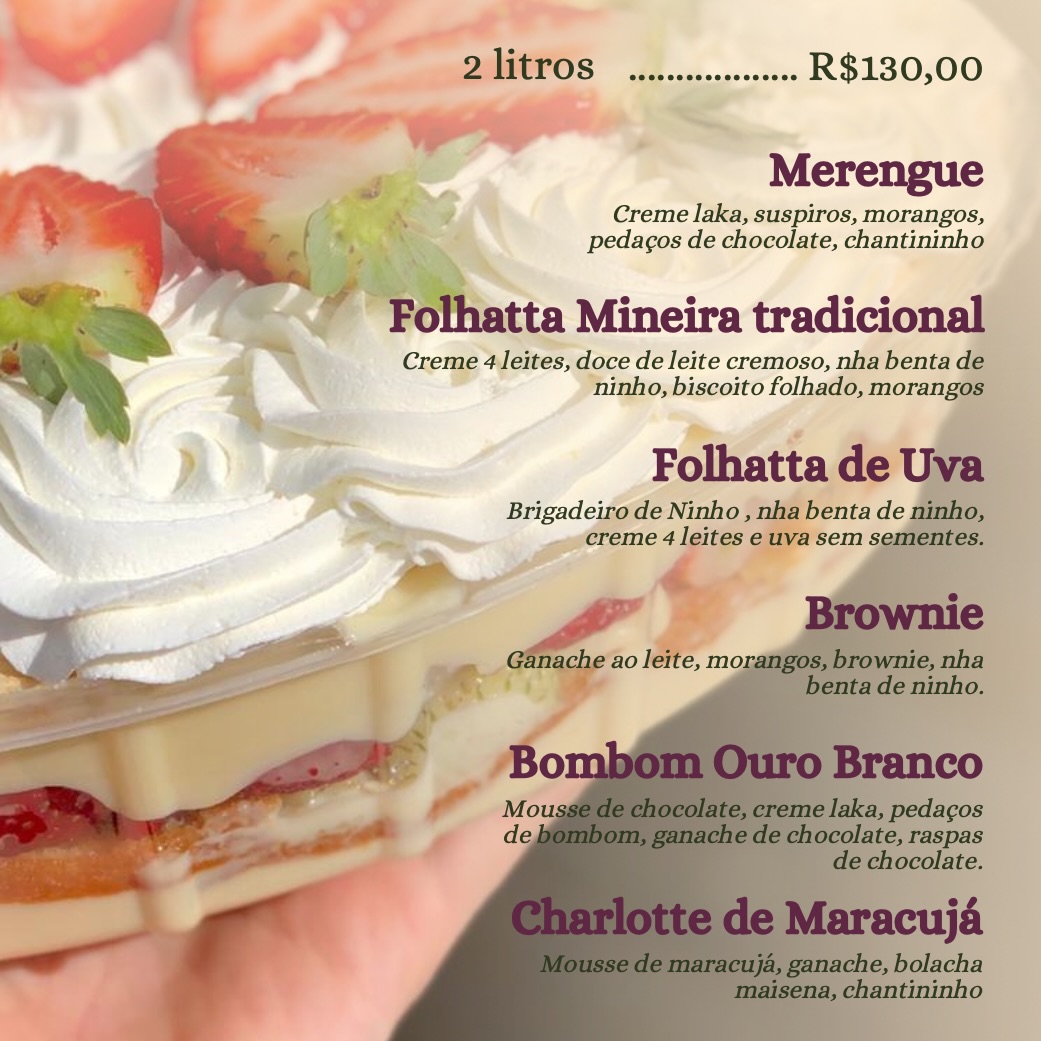 2 litros .................. R$130,00
Merengue
Creme laka, suspiros, morangos,
pedaços de chocolate, chantininho
Folhatta Mineira tradicional
Creme 4 leites, doce de leite cremoso, nha benta de
ninho, biscoito folhado, morangos
Folhatta de Uva
Brigadeiro de Ninho , nha benta de ninho,
creme 4 leites e uva sem sementes.
Brownie
Ganache ao leite, morangos, brownie, nha
benta de ninho.
Bombom Ouro Branco
Mousse de chocolate, creme laka, pedaços
de bombom, ganache de chocolate, raspas
de chocolate.
Charlotte de Maracujá
Mousse de maracujá, ganache, bolacha
maisena, chantininho